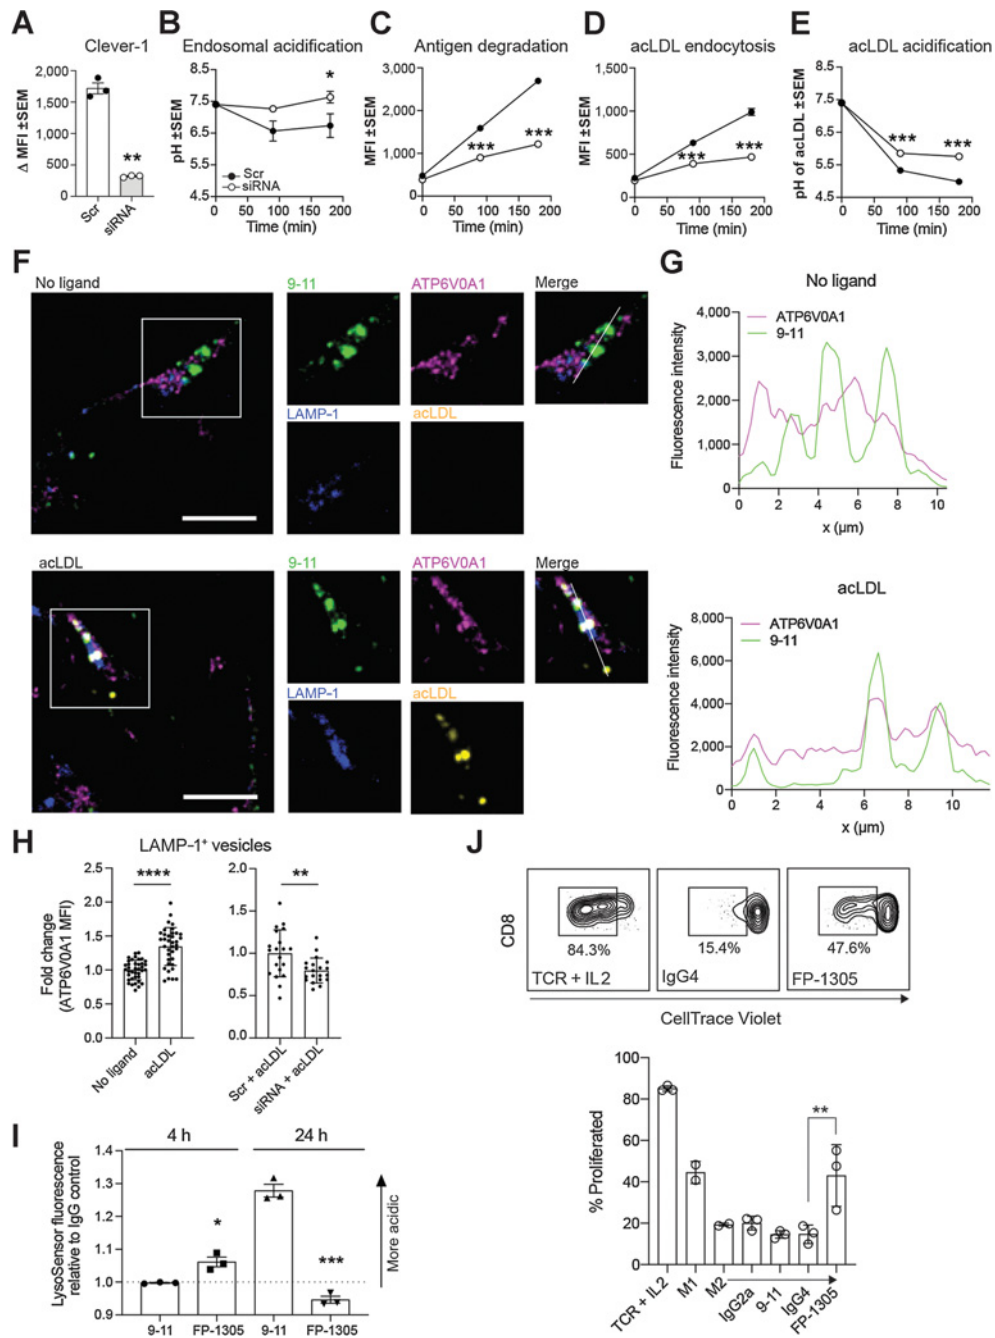 A
Clever-1
Δ MFI ±SEM
2,000
1,500
1,000
500
0
**
Scr
siRNA
B
Endosomal acidification
pH ±SEM
8.5
7.5
6.5
5.5
4.5
*
Scr
siRNA
0 50 100 150 200
Time (min)
C
Antigen degradation
MFI ±SEM
3,000
2,000
1,000
0
*** ***
0 50 100 150 200
Time (min)
D
acLDL endocytosis
MFI ±SEM
1,500
1,000
500
0
*** ***
0 50 100 150 200
Time (min)
E
acLDL acidification
pH of acLDL ±SEM
8.5
7.5
6.5
5.5
4.5
*** ***
0 50 100 150 200
Time (min)
F
No ligand
9-11
ATP6V0A1
Merge
LAMP-1
acLDL
acLDL
9-11
ATP6V0A1
Merge
LAMP-1
acLDL
G
No ligand
ATP6V0A1
9-11
Fluorescence intensity
4,000
3,000
2,000
1,000
0
0 2 4 6 8 10
x (μm)
acLDL
ATP6V0A1
9-11
Fluorescence intensity
8,000
6,000
4,000
2,000
0
0 2 4 6 8 10
x (μm)
H
LAMP-1⁺ vesicles
Fold change
(ATP6V0A1 MFI)
2.5
2.0
1.5
1.0
0.5
0.0
****
No ligand
acLDL
2.0
1.5
1.0
0.5
0.0
**
Scr + acLDL
siRNA + acLDL
I
4 h
24 h
LysoSensor fluorescence
relative to IgG control
1.4
1.3
1.2
1.1
1.0
0.9
*
***
More acidic
9-11 FP-1305 9-11 FP-1305
J
CD8
84.3%
TCR + IL2
15.4%
IgG4
47.6%
FP-1305
CellTrace Violet
% Proliferated
100
80
60
40
20
0
**
TCR + IL2
M1
M2
IgG2a
9-11
IgG4
FP-1305